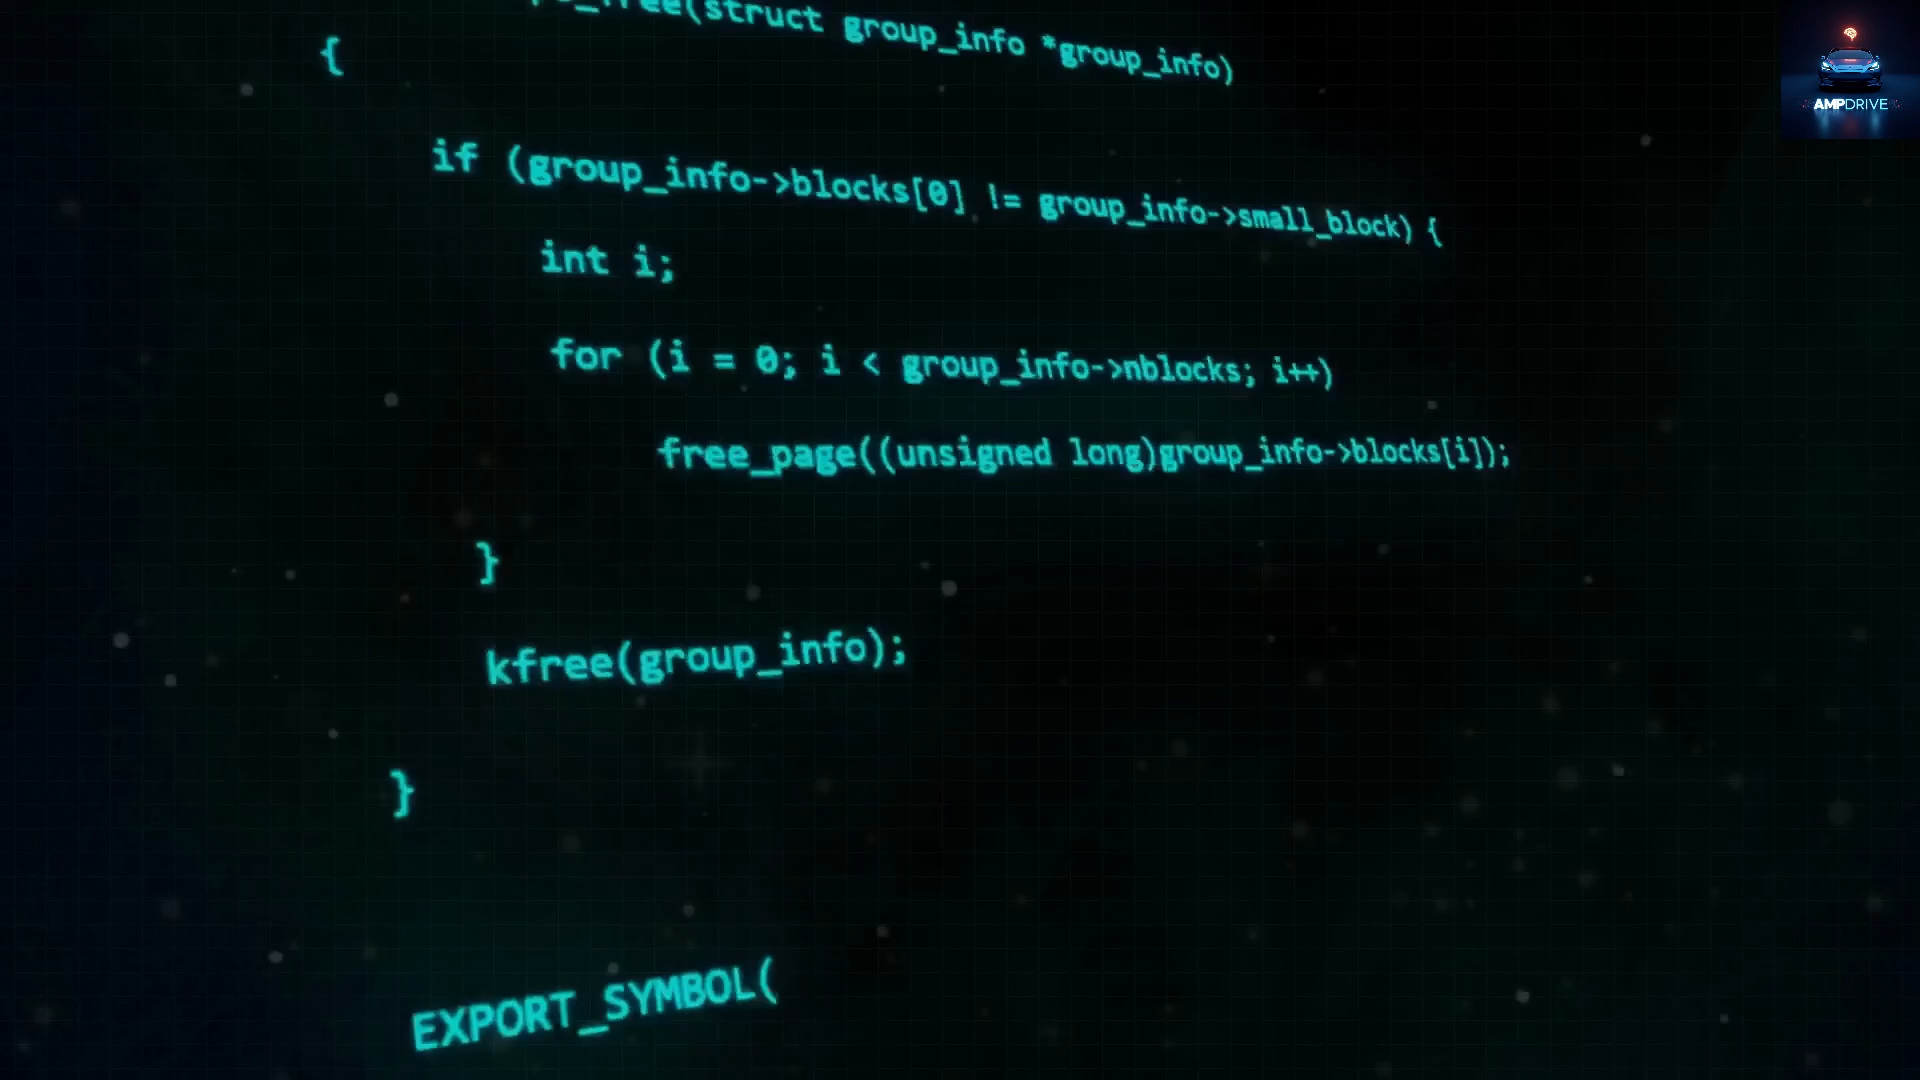 (struct group_info *group_info)
{
if (group_info->blocks[0] != group_info->small_block) {
int i;
for (i = 0; i < group_info->nblocks; i++)
free_page((unsigned long)group_info->blocks[i]);
}
kfree(group_info);
}
EXPORT_SYMBOL(
AMPDRIVE